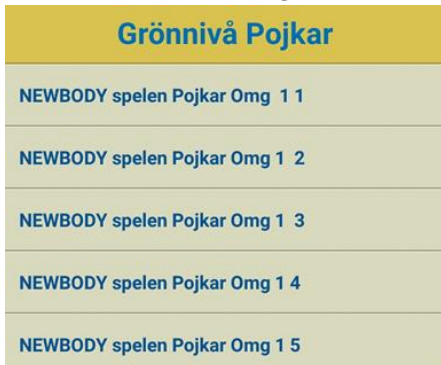 Grönnivå Pojkar
NEWBODY spelen Pojkar Omg 1 1
NEWBODY spelen Pojkar Omg 1 2
NEWBODY spelen Pojkar Omg 1 3
NEWBODY spelen Pojkar Omg 1 4
NEWBODY spelen Pojkar Omg 1 5